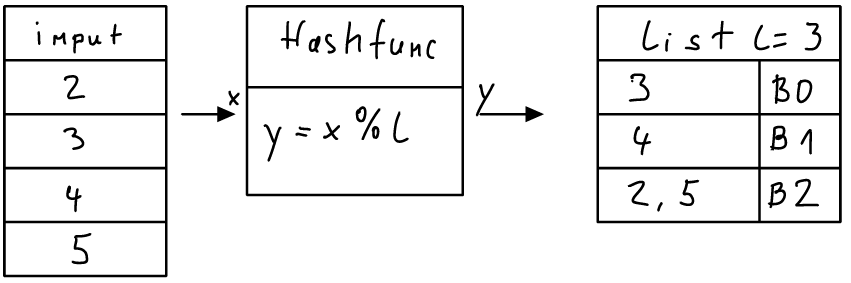 input
2
3
4
5
x
Hashfunc
y = x % L
y
List L = 3
3 B0
4 B1
2, 5 B2